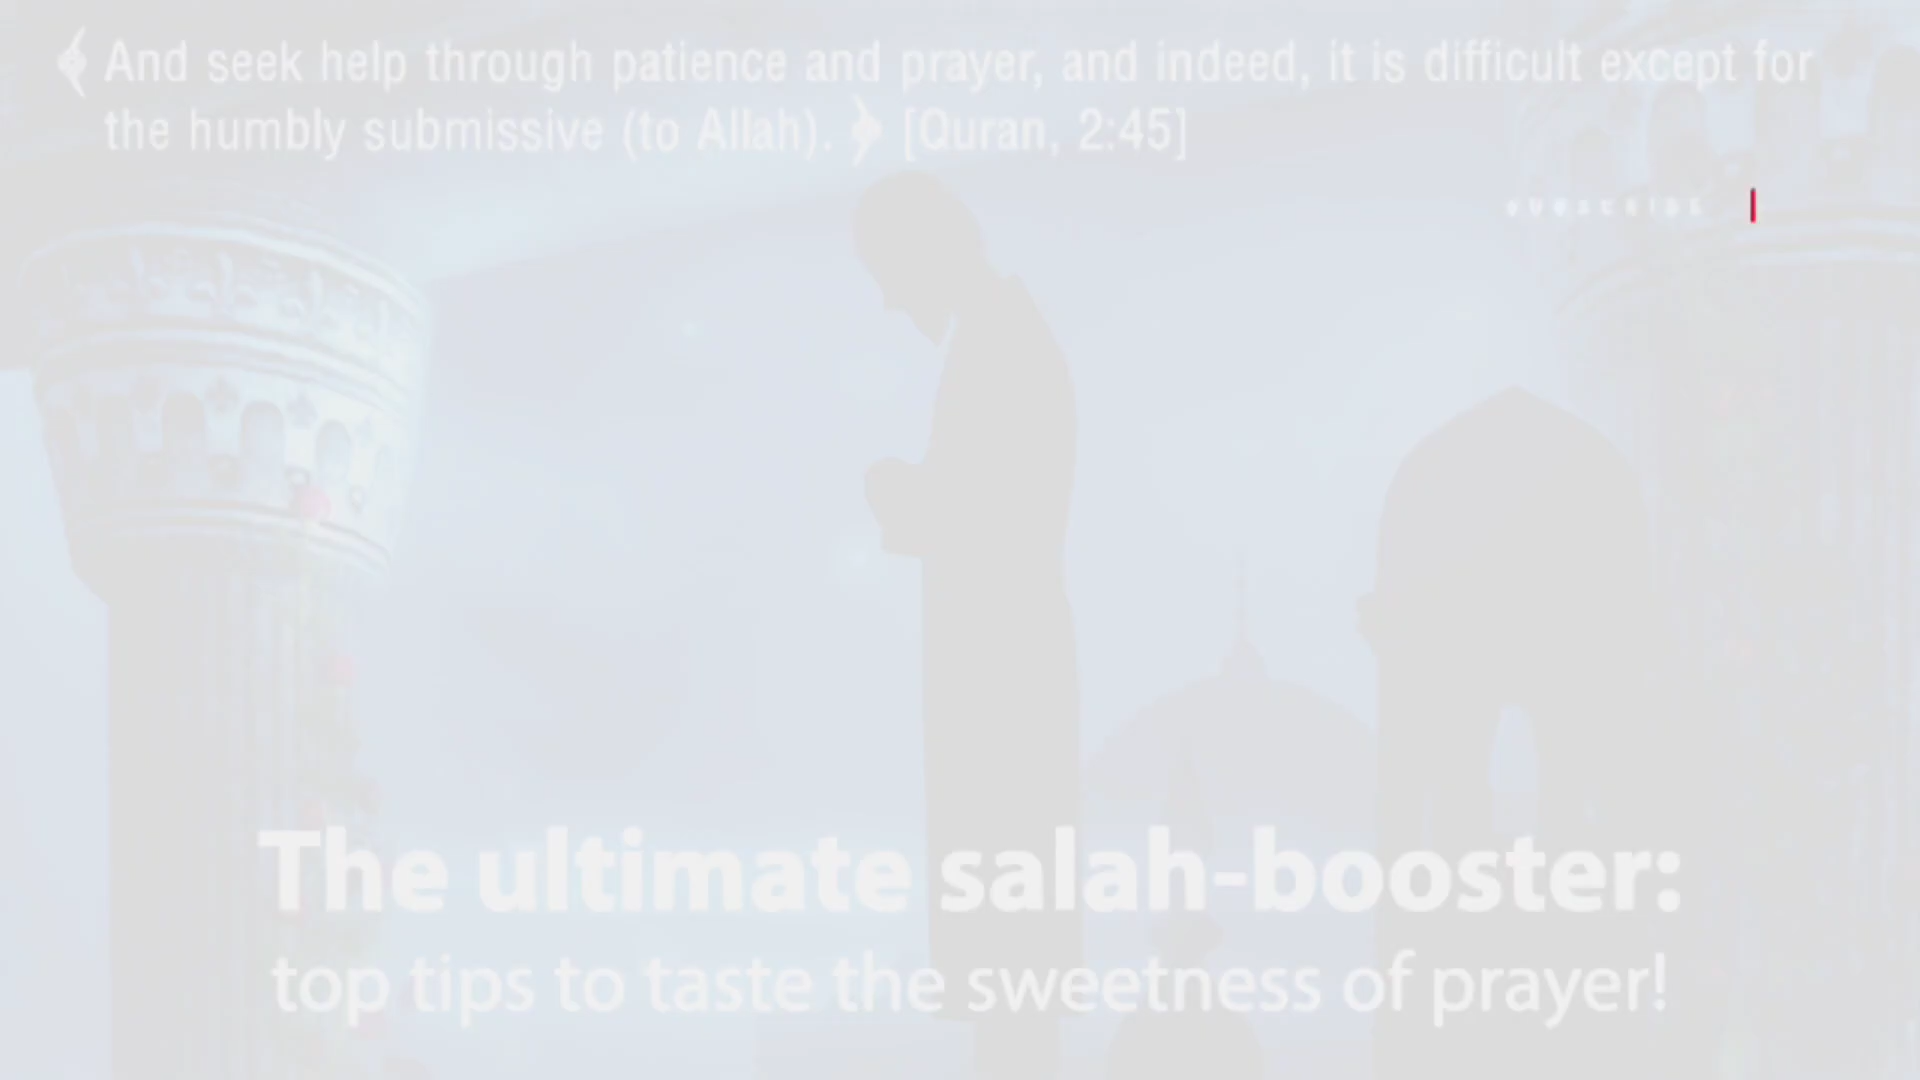 ﴾ And seek help through patience and prayer, and indeed, it is difficult except for
the humbly submissive (to Allah). ﴿ [Quran, 2:45]
SUBSCRIBE
The ultimate salah-booster:
top tips to taste the sweetness of prayer!